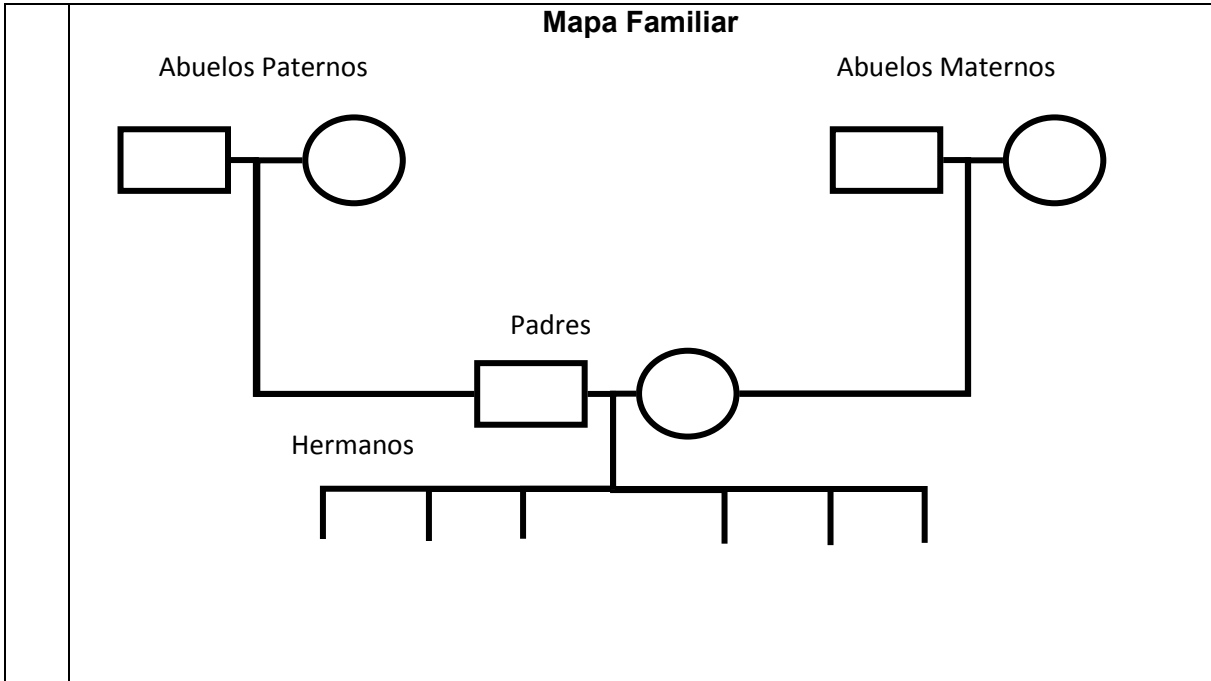 Mapa Familiar
Abuelos Paternos
Abuelos Maternos
Padres
Hermanos